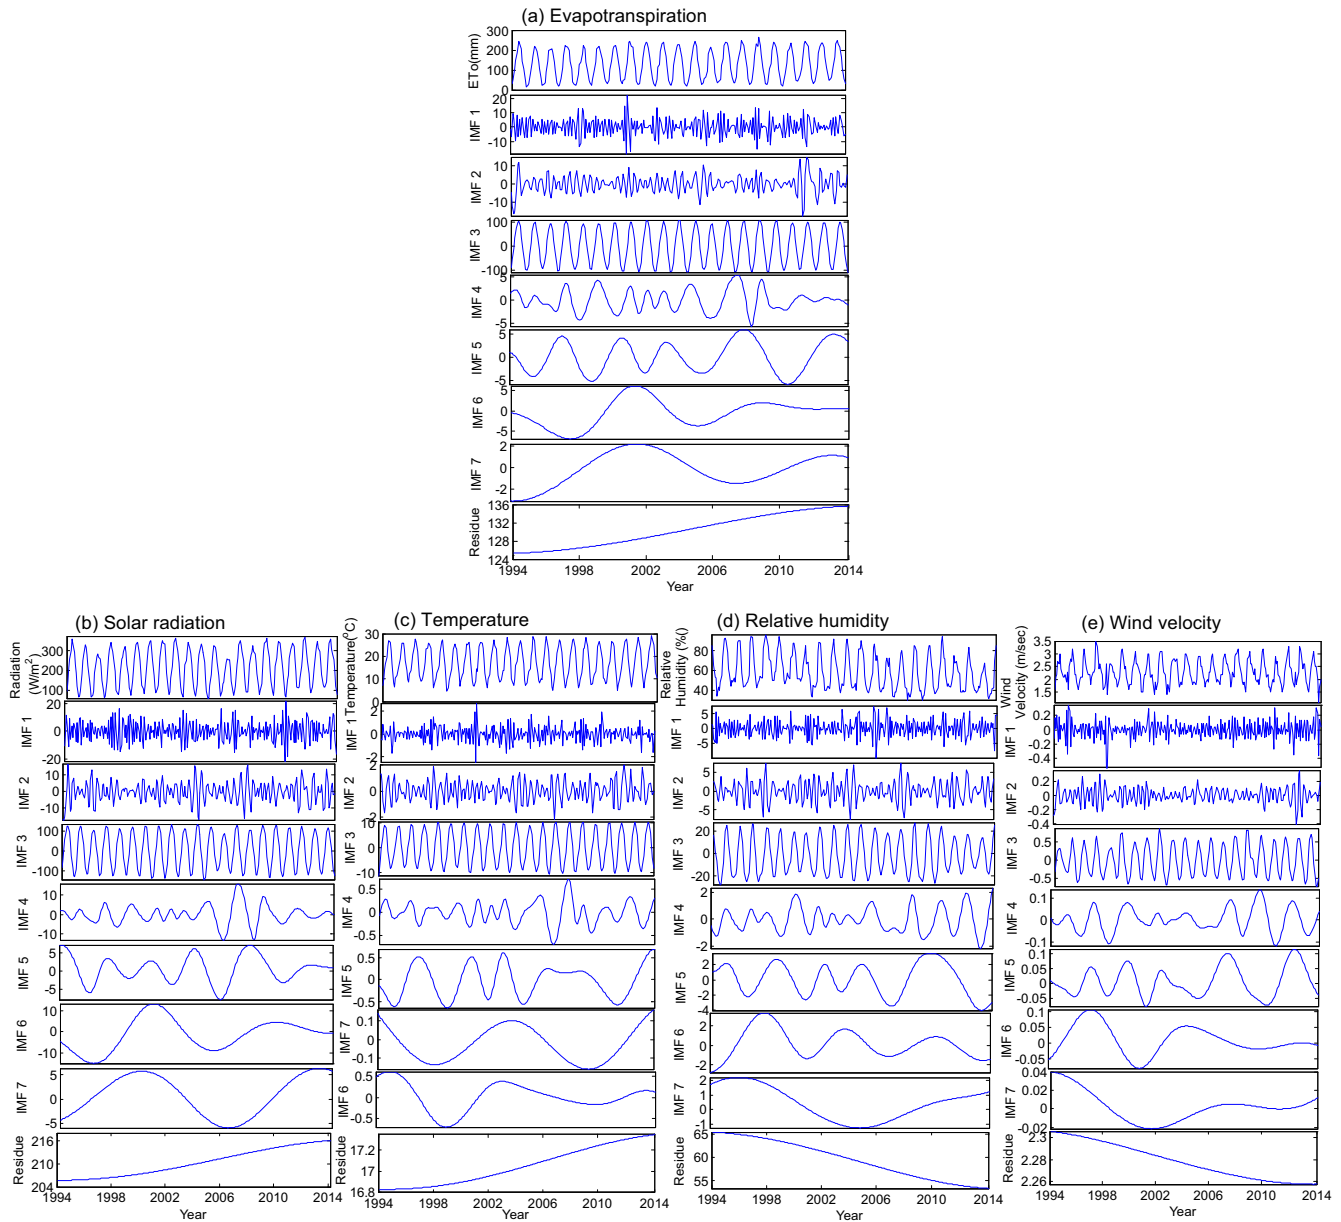 (a) Evapotranspiration
ETo(mm)
300
200
100
0
IMF 1
20
10
0
-10
IMF 2
10
0
-10
IMF 3
100
0
-100
IMF 4
5
0
-5
IMF 5
5
0
-5
IMF 6
5
0
-5
IMF 7
2
0
-2
Residue
136
132
128
124
1994 1998 2002 2006 2010 2014
Year
(b) Solar radiation
Radiation
(W/m2)
300
200
100
IMF 1
20
0
-20
IMF 2
10
0
-10
IMF 3
100
0
-100
IMF 4
10
0
-10
IMF 5
5
0
-5
IMF 6
10
0
-10
IMF 7
5
0
-5
Residue
216
210
204
1994 1998 2002 2006 2010 2014
Year
(c) Temperature
Temperature(oC)
30
20
10
0
IMF 1
2
0
-2
IMF 2
2
0
-2
IMF 3
10
0
-10
IMF 4
0.5
0
-0.5
IMF 5
0.5
0
-0.5
IMF 7
0.1
0
-0.1
IMF 6
0.5
0
-0.5
Residue
17.2
17
16.8
1994 1998 2002 2006 2010 2014
Year
(d) Relative humidity
Relative
Humidity (%()
80
60
40
IMF 1
5
0
-5
IMF 2
5
0
-5
IMF 3
20
0
-20
IMF 4
2
0
-2
IMF 5
2
0
-2
-4
IMF 6
2
0
-2
IMF 7
2
1
0
-1
Residue
65
60
55
1994 1998 2002 2006 2010 2014
Year
(e) Wind velocity
Wind
Velocity (m/sec)
3.5
3
2.5
2
1.5
IMF 1
0.2
0
-0.2
-0.4
IMF 2
0.2
0
-0.2
-0.4
IMF 3
0.5
0
-0.5
IMF 4
0.1
0
-0.1
IMF 5
0.1
0.05
0
-0.05
IMF 6
0.1
0.05
0
-0.05
IMF 7
0.04
0.02
0
-0.02
Residue
2.3
2.28
2.26
1994 1998 2002 2006 2010 2014
Year